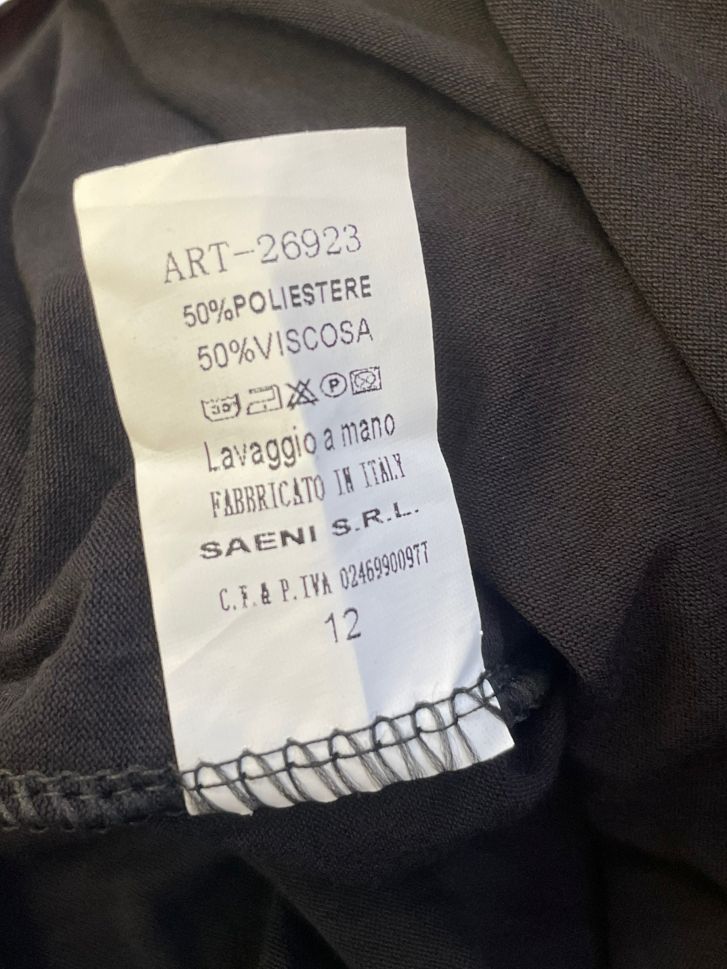 ART-26923
50%POLIESTERE
50%VISCOSA
P
Lavaggio a mano
FABBRICATO IN ITALY
SAENI S.R.L.
C.F.& P.IVA 02469900977
12